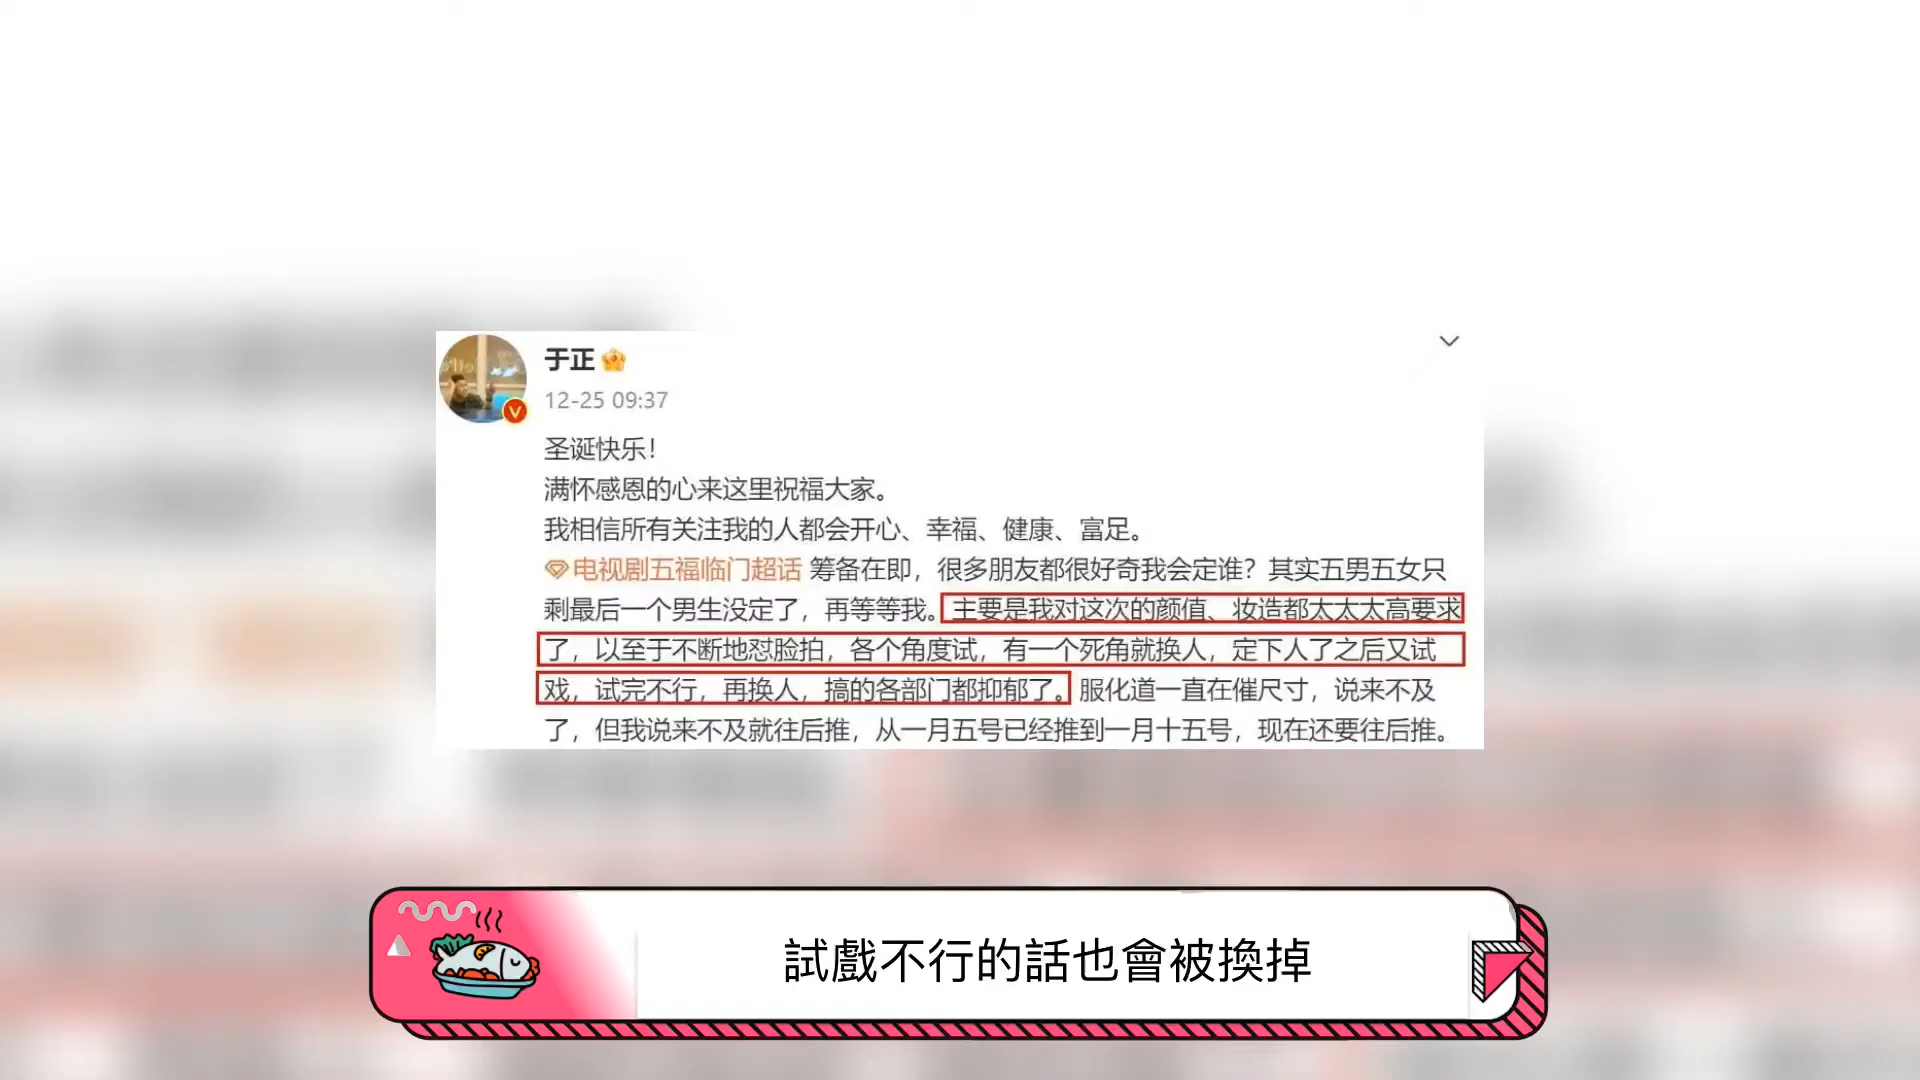 于正
12-25 09:37
圣诞快乐！
满怀感恩的心来这里祝福大家。
我相信所有关注我的人都会开心、幸福、健康、富足。
电视剧五福临门超话 筹备在即，很多朋友都很好奇我会定谁？其实五男五女只
剩最后一个男生没定了，再等等我。主要是我对这次的颜值、妆造都太太太高要求
了，以至于不断地怼脸拍，各个角度试，有一个死角就换人，定下人了之后又试
戏，试完不行，再换人，搞的各部门都抑郁了。服化道一直在催尺寸，说来不及
了，但我说来不及就往后推，从一月五号已经推到一月十五号，现在还要往后推。
試戲不行的話也會被換掉